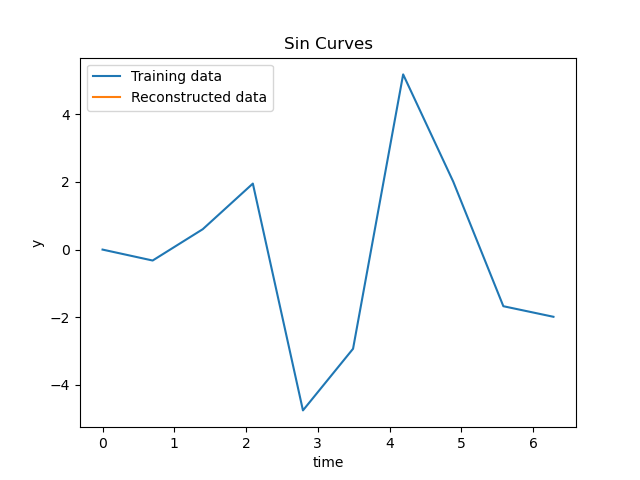 Sin Curves
Training data
Reconstructed data
4
2
0
−2
−4
y
0 1 2 3 4 5 6
time